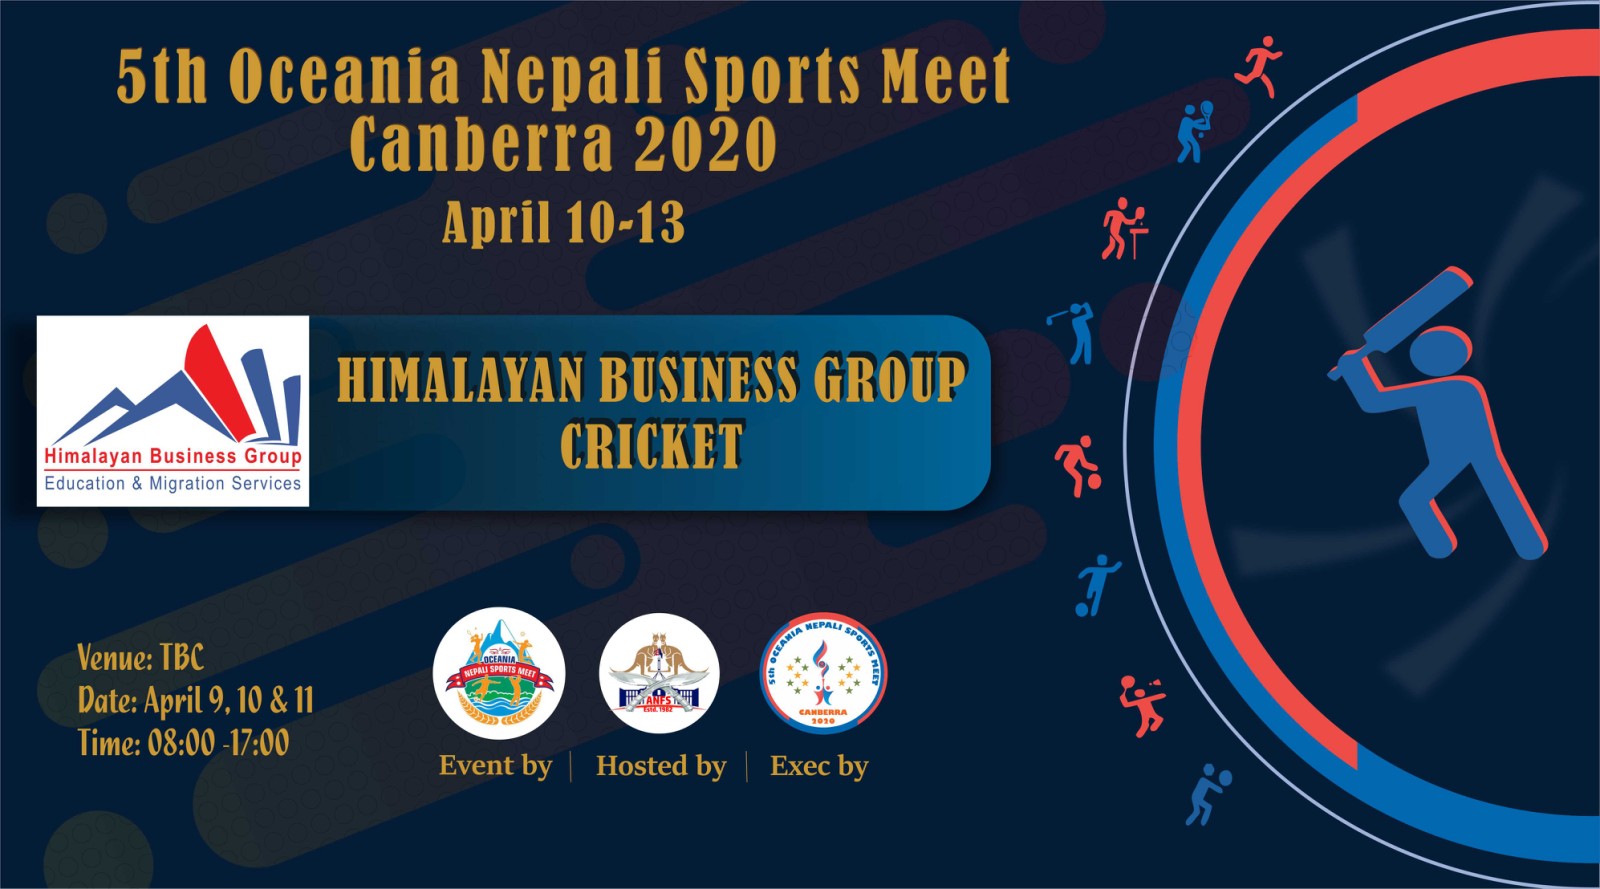 5th Oceania Nepali Sports Meet
Canberra 2020
April 10-13
HIMALAYAN BUSINESS GROUP
CRICKET
Himalayan Business Group
Education & Migration Services
Venue: TBC
Date: April 9, 10 & 11
Time: 08:00 -17:00
OCEANIA
NEPALI SPORTS MEET
ANFS
Estd. 1982
5th OCEANIA NEPALI SPORTS MEET
CANBERRA
2020
Event by
Hosted by
Exec by